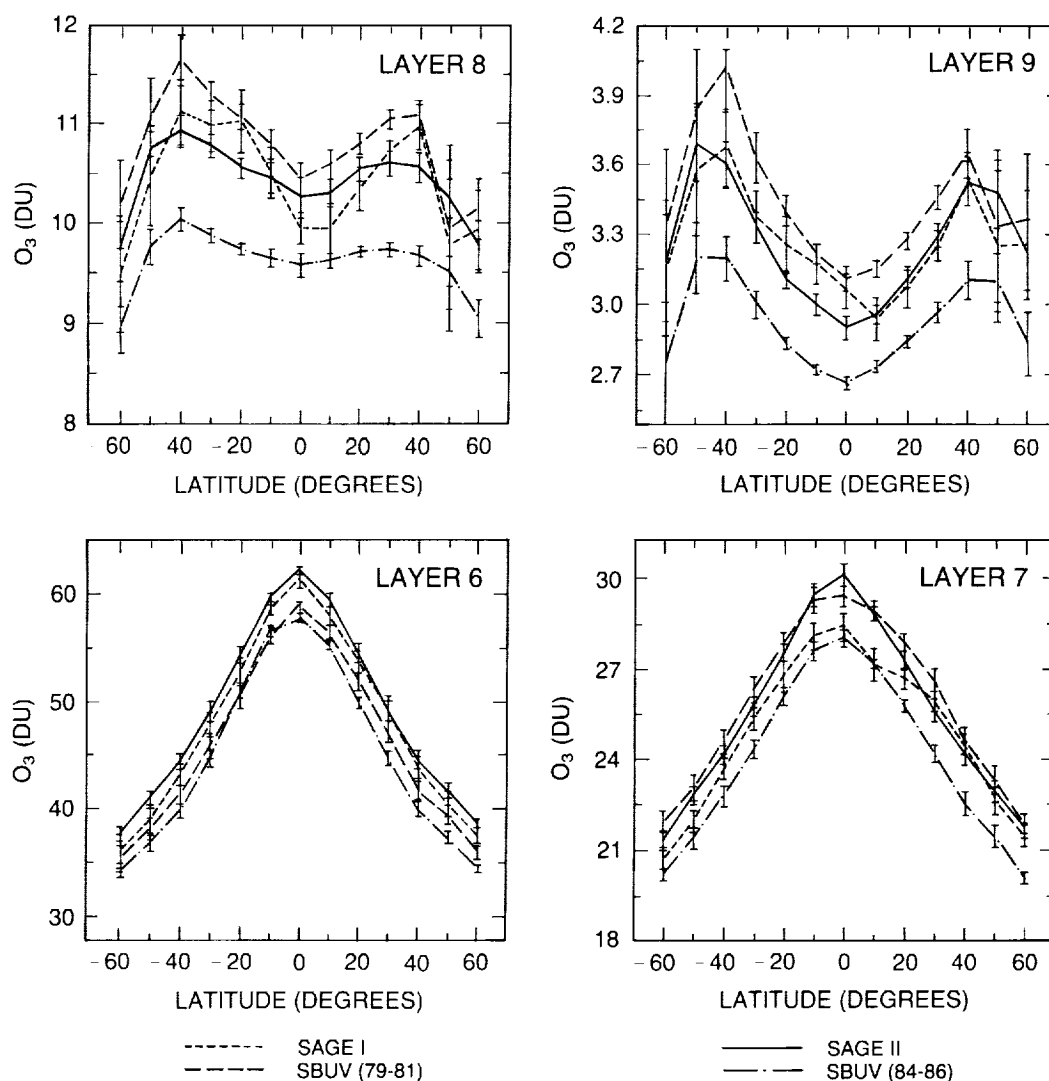 LAYER 8
O₃ (DU)
12
11
10
9
8
-60 -40 -20 0 20 40 60
LATITUDE (DEGREES)
LAYER 9
O₃ (DU)
4.2
3.9
3.6
3.3
3.0
2.7
-60 -40 -20 0 20 40 60
LATITUDE (DEGREES)
LAYER 6
O₃ (DU)
60
50
40
30
-60 -40 -20 0 20 40 60
LATITUDE (DEGREES)
LAYER 7
O₃ (DU)
30
27
24
21
18
-60 -40 -20 0 20 40 60
LATITUDE (DEGREES)
SAGE I
SBUV (79-81)
SAGE II
SBUV (84-86)